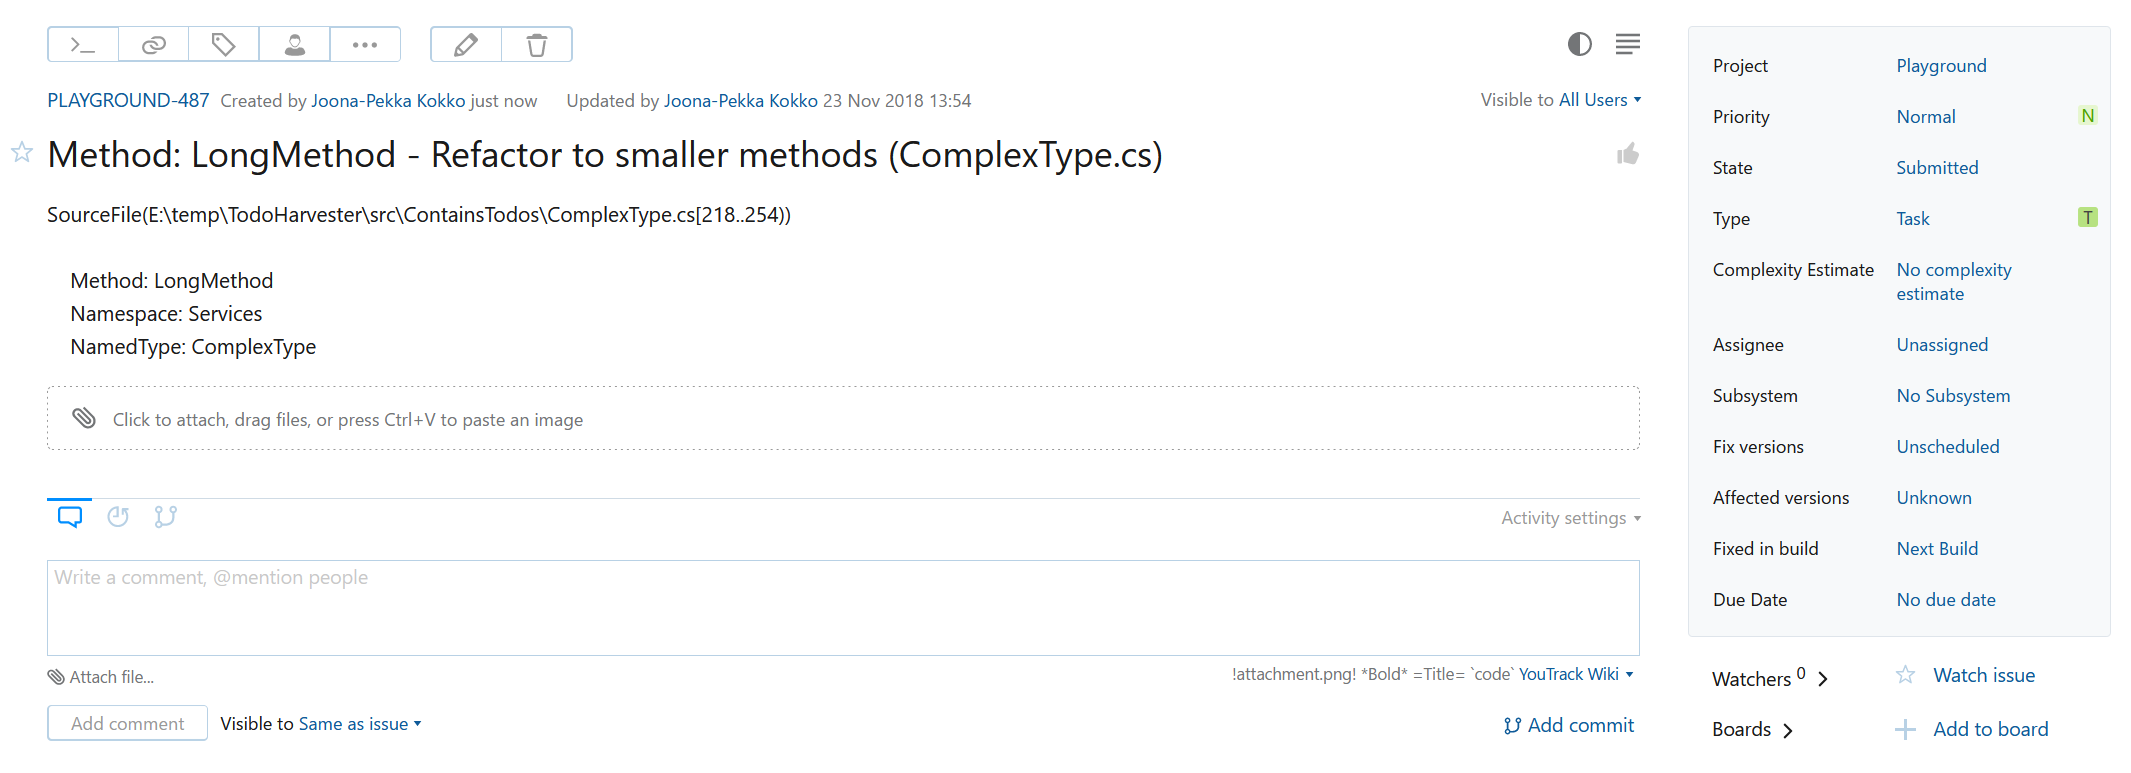 PLAYGROUND-487 Created by Joona-Pekka Kokko just now Updated by Joona-Pekka Kokko 23 Nov 2018 13:54 Visible to All Users
Method: LongMethod - Refactor to smaller methods (ComplexType.cs)
SourceFile(E:\temp\TodoHarvester\src\ContainsTodos\ComplexType.cs[218..254))
Method: LongMethod
Namespace: Services
NamedType: ComplexType
Click to attach, drag files, or press Ctrl+V to paste an image
Activity settings
Write a comment, @mention people
Attach file... !attachment.png! *Bold* =Title= `code` YouTrack Wiki
Add comment Visible to Same as issue Add commit
Project Playground
Priority Normal N
State Submitted
Type Task T
Complexity Estimate No complexity
estimate
Assignee Unassigned
Subsystem No Subsystem
Fix versions Unscheduled
Affected versions Unknown
Fixed in build Next Build
Due Date No due date
Watchers 0 Watch issue
Boards Add to board